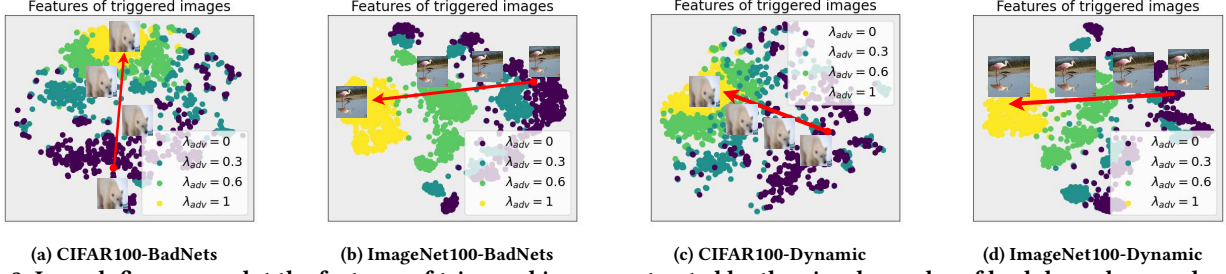 Features of triggered images
λadv = 0
λadv = 0.3
λadv = 0.6
λadv = 1
(a) CIFAR100-BadNets
Features of triggered images
λadv = 0
λadv = 0.3
λadv = 0.6
λadv = 1
(b) ImageNet100-BadNets
Features of triggered images
λadv = 0
λadv = 0.3
λadv = 0.6
λadv = 1
(c) CIFAR100-Dynamic
Features of triggered images
λadv = 0
λadv = 0.3
λadv = 0.6
λadv = 1
(d) ImageNet100-Dynamic